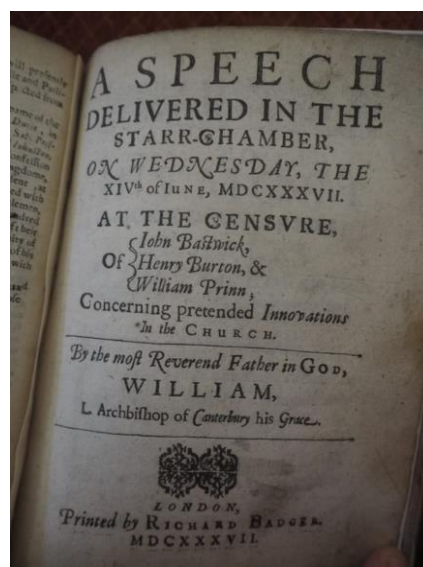 A SPEECH
DELIVERED IN THE
STARR-CHAMBER,
ON WEDNESDAY, THE
XIVth of IUNE, MDCXXXVII.
AT THE CENSVRE,
Of
Iohn Baſtwick,
Henry Burton, &
William Prinn,
Concerning pretended Innovations
In the CHURCH.
By the moſt Reverend Father in GOD,
WILLIAM,
L. Archbiſhop of Canterbury his Grace.
LONDON,
Printed by RICHARD BADGER.
MDCXXXVII.